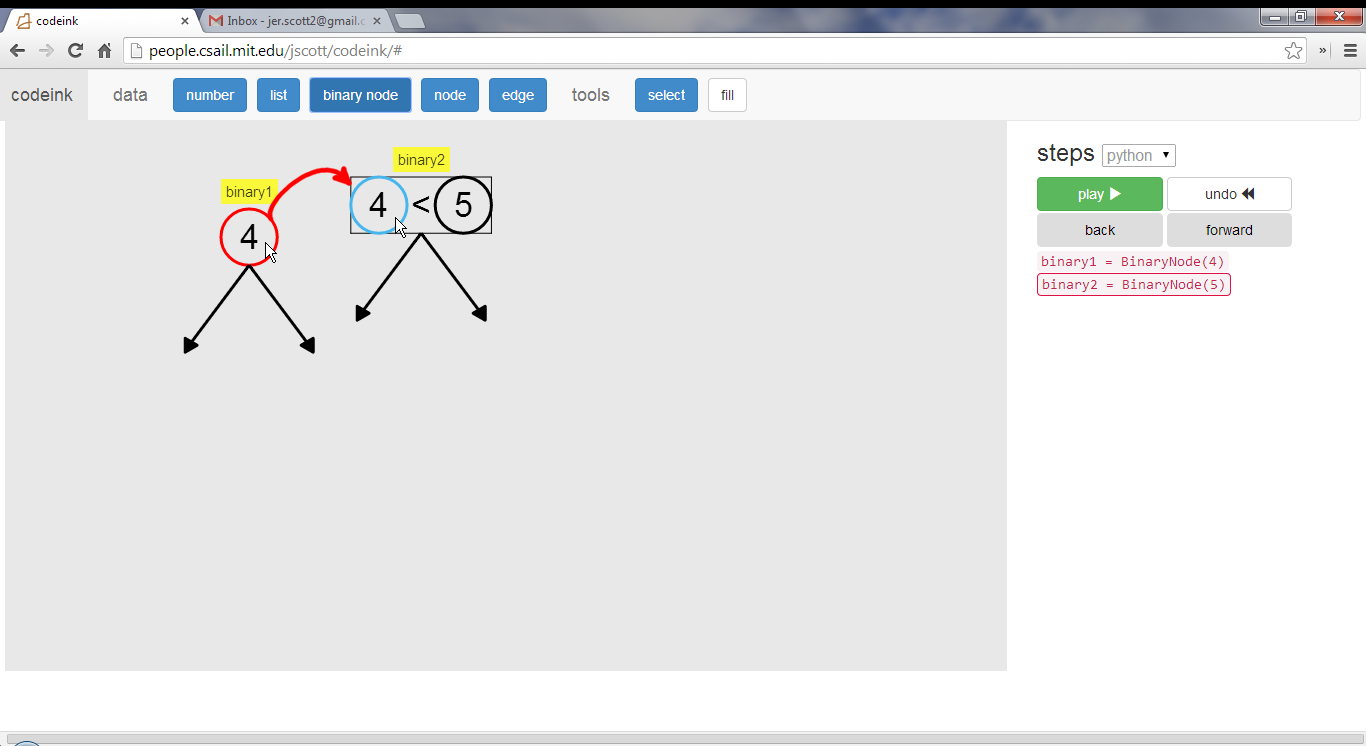 codeink
Inbox - jer.scott2@gmail.c
people.csail.mit.edu/jscott/codeink/#
»
codeink data number list binary node node edge tools select fill
binary2
binary1
4 < 5
4
steps python
play undo
back forward
binary1 = BinaryNode(4)
binary2 = BinaryNode(5)